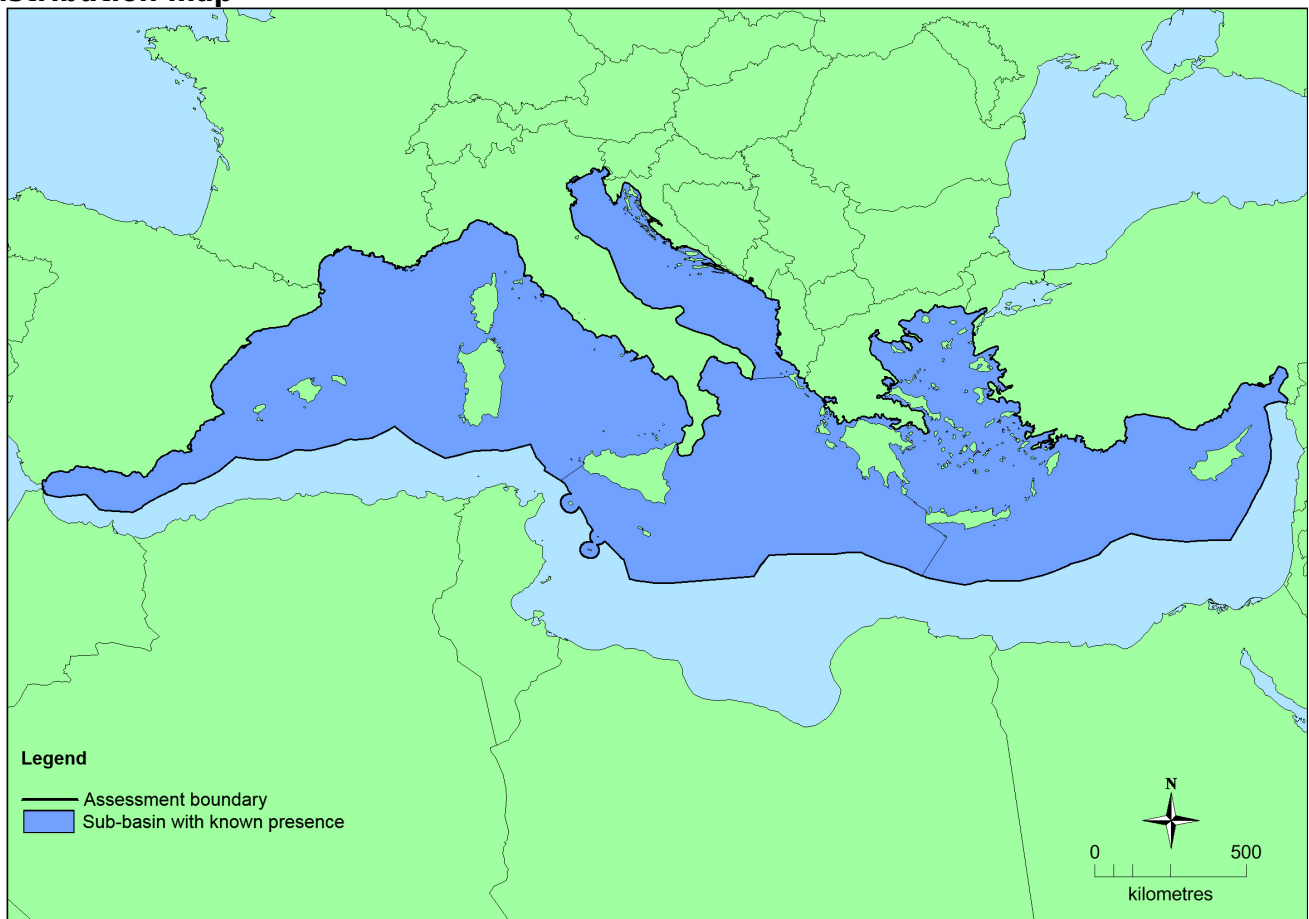 Legend
Assessment boundary
Sub-basin with known presence
N
0 500
kilometres